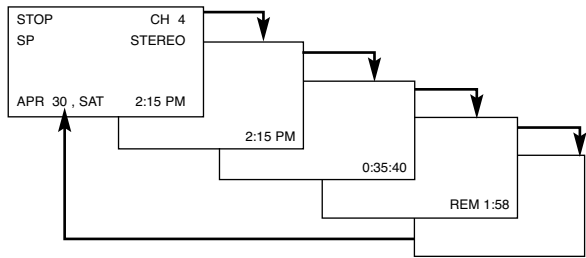 STOP CH 4
SP STEREO
APR 30 , SAT 2:15 PM
2:15 PM
0:35:40
REM 1:58